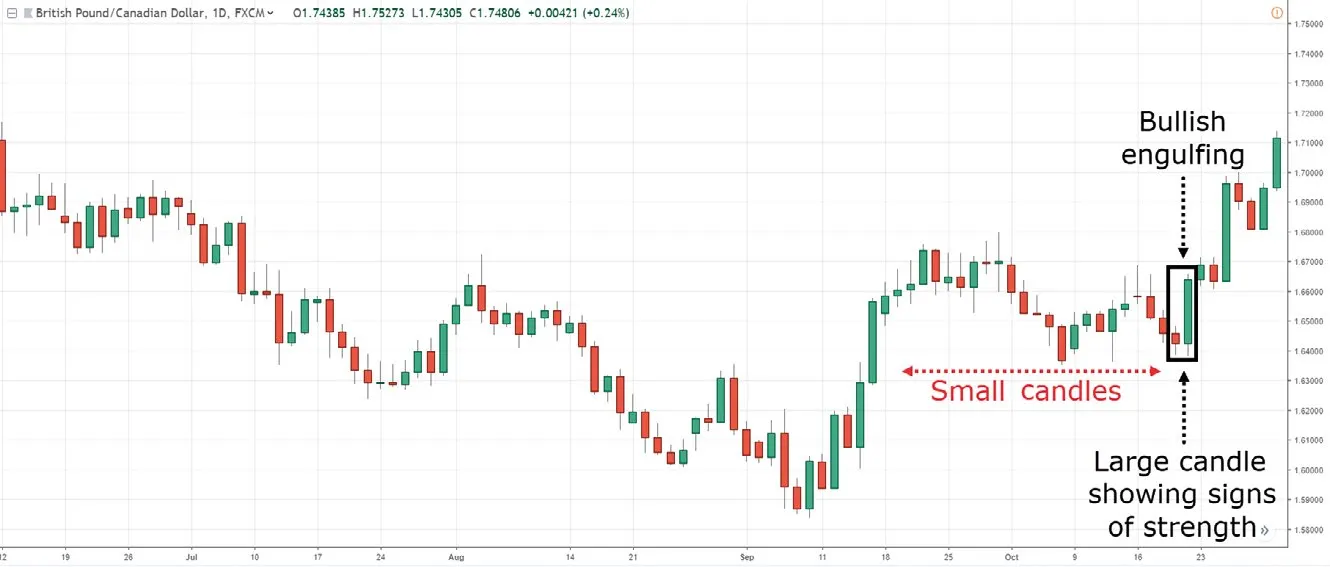 British Pound/Canadian Dollar, 1D, FXCM O1.74385 H1.75273 L1.74305 C1.74806 +0.00421 (+0.24%)
1.75000
1.74000
1.73000
1.72000
1.71000
1.70000
1.69000
1.68000
1.67000
1.66000
1.65000
1.64000
1.63000
1.62000
1.61000
1.60000
1.59000
1.58000
Bullish
engulfing
Small candles
Large candle
showing signs
of strength
12 19 26 Jul 10 17 24 Aug 14 21 Sep 11 18 25 Oct 9 16 23